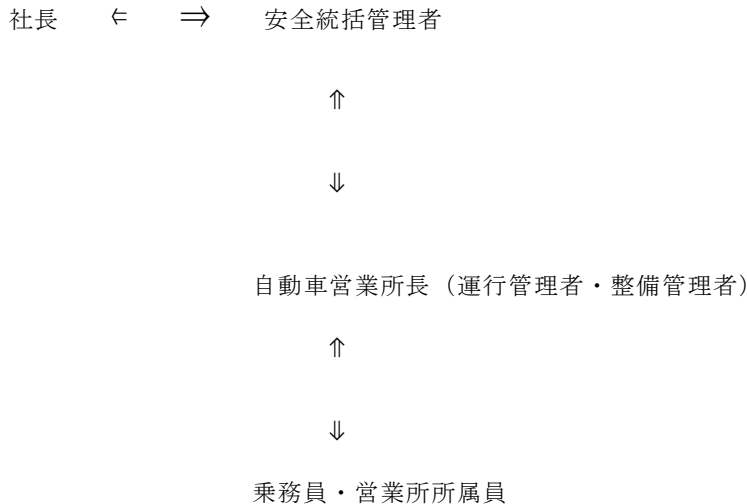 社長 ⇐ ⇒ 安全統括管理者
⇑
⇓
自動車営業所長（運行管理者・整備管理者）
⇑
⇓
乗務員・営業所所属員